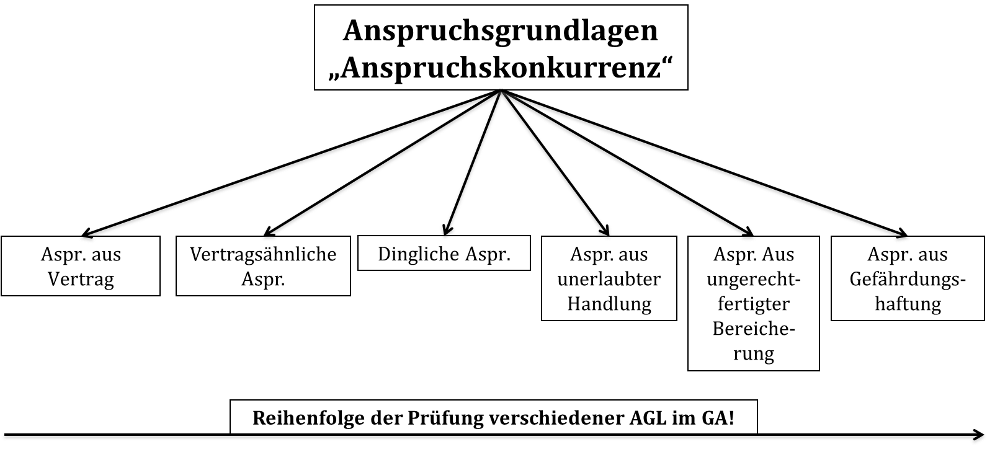 Anspruchsgrundlagen
„Anspruchskonkurrenz“
Aspr. aus
Vertrag
Vertragsähnliche
Aspr.
Dingliche Aspr.
Aspr. aus
unerlaubter
Handlung
Aspr. Aus
ungerecht-
fertigter
Bereiche-
rung
Aspr. aus
Gefährdungs-
haftung
Reihenfolge der Prüfung verschiedener AGL im GA!